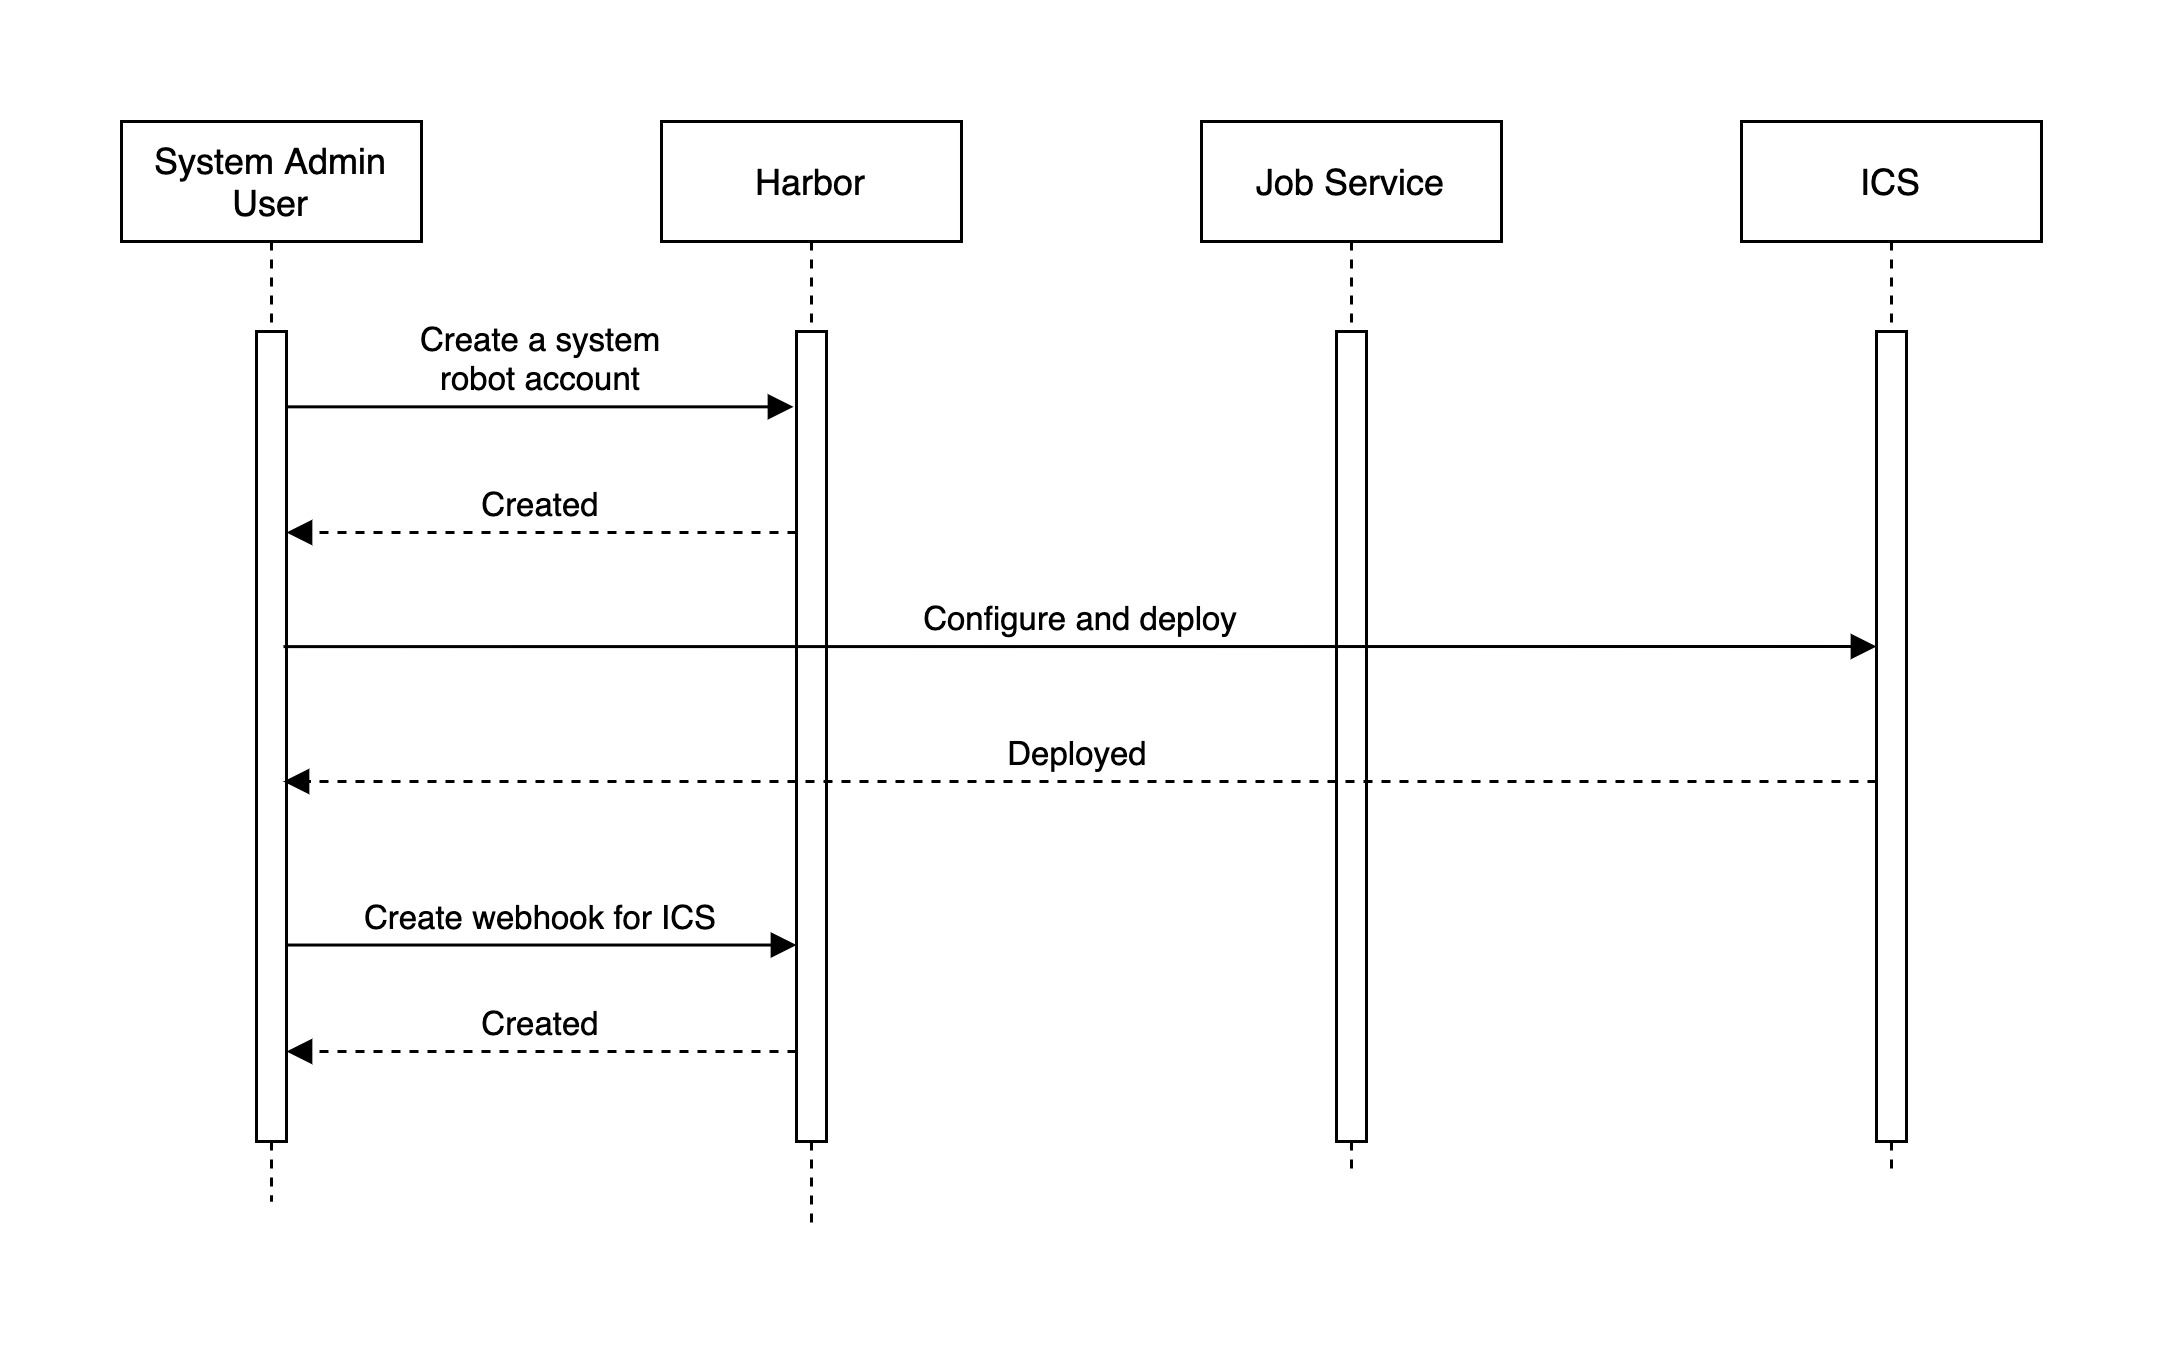 System Admin
User
Harbor
Job Service
ICS
Create a system
robot account
Created
Configure and deploy
Deployed
Create webhook for ICS
Created